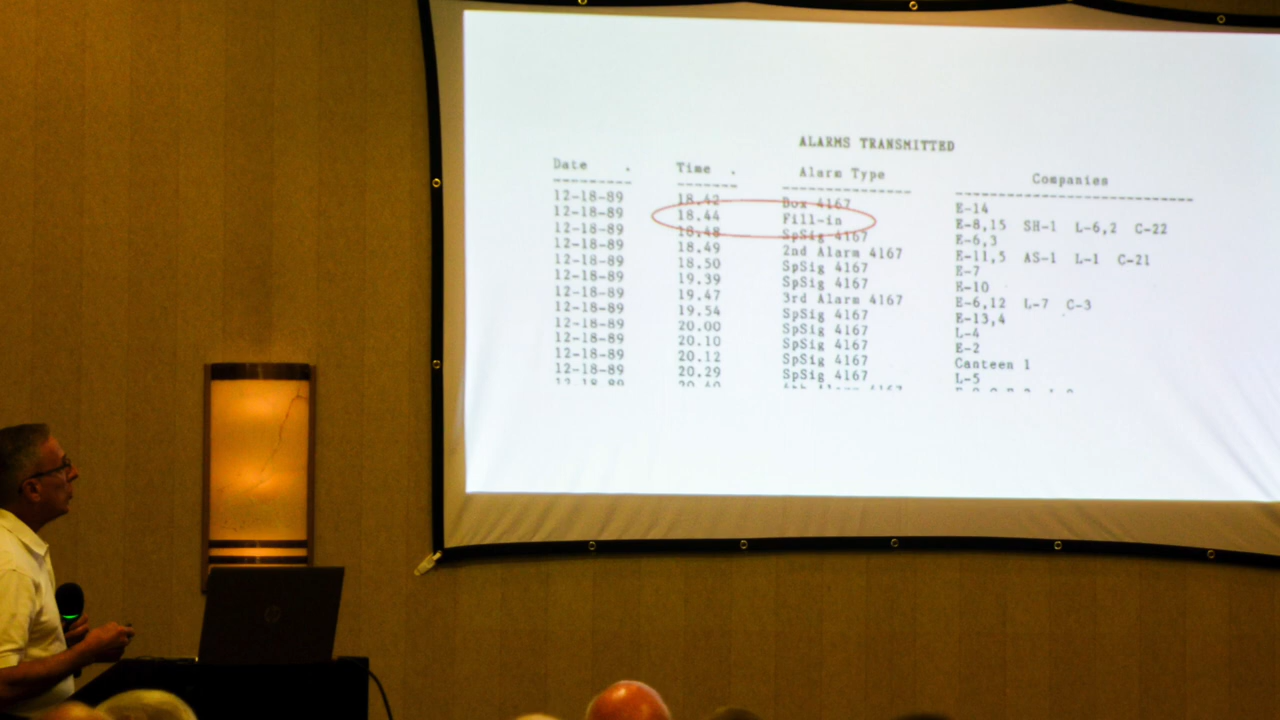 ALARMS TRANSMITTED
Date . Time . Alarm Type Companies
12-18-89 18.42 Box 4167 E-14
12-18-89 18.44 Fill-in E-8,15 SH-1 L-6,2 C-22
12-18-89 18.48 SpSig 4167 E-6,3
12-18-89 18.49 2nd Alarm 4167 E-11,5 AS-1 L-1 C-21
12-18-89 18.50 SpSig 4167 E-7
12-18-89 19.39 SpSig 4167 E-10
12-18-89 19.47 3rd Alarm 4167 E-6,12 L-7 C-3
12-18-89 19.54 SpSig 4167 E-13,4
12-18-89 20.00 SpSig 4167 L-4
12-18-89 20.10 SpSig 4167 E-2
12-18-89 20.12 SpSig 4167 Canteen 1
12-18-89 20.29 SpSig 4167 L-5